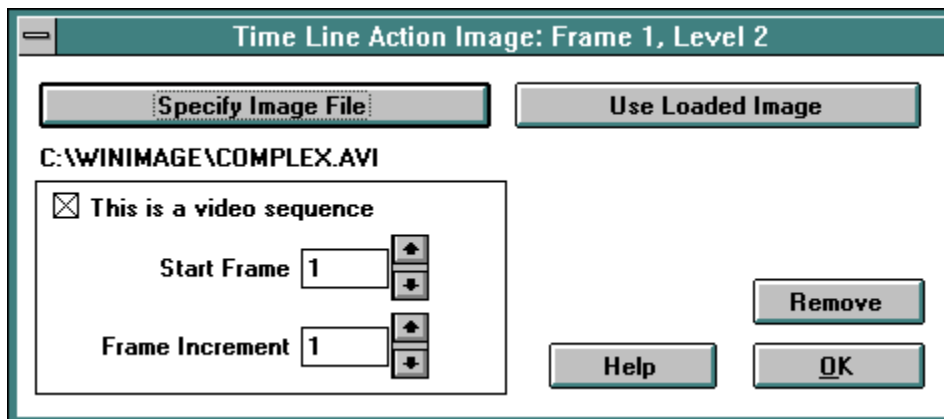 Time Line Action Image: Frame 1, Level 2
Specify Image File
Use Loaded Image
C:\WINIMAGE\COMPLEX.AVI
This is a video sequence
Start Frame 1
Frame Increment 1
Remove
Help
OK